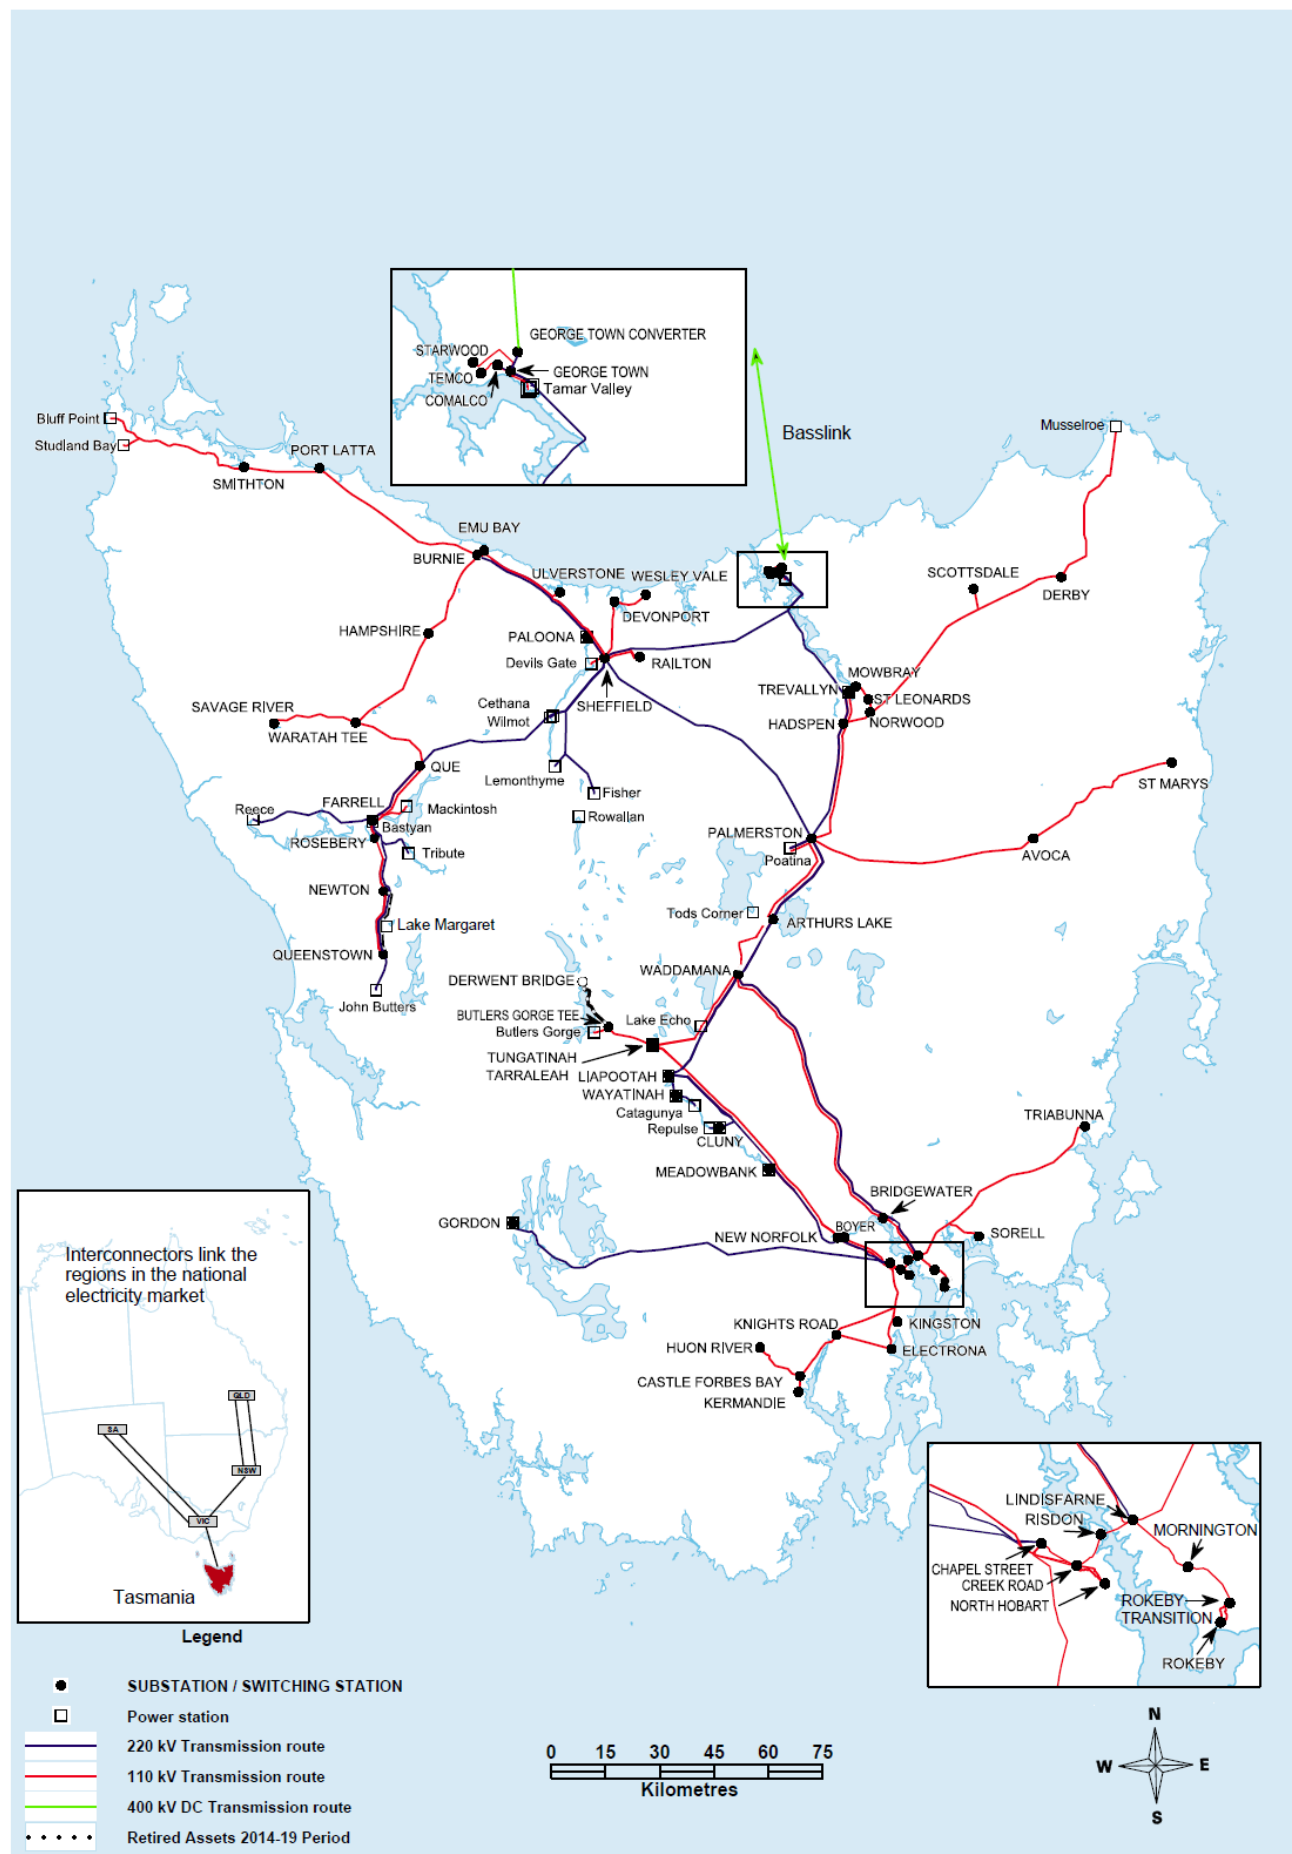 GEORGE TOWN CONVERTER
STARWOOD
GEORGE TOWN
TEMCO
Tamar Valley
COMALCO
Basslink
Bluff Point
Studland Bay
PORT LATTA
SMITHTON
Musselroe
EMU BAY
BURNIE
ULVERSTONE
WESLEY VALE
DEVONPORT
SCOTTSDALE
DERBY
HAMPSHIRE
PALOONA
Devils Gate
RAILTON
SHEFFIELD
MOWBRAY
TREVALLYN
ST LEONARDS
HADSPEN
NORWOOD
SAVAGE RIVER
WARATAH TEE
Cethana
Wilmot
QUE
Lemonthyme
Fisher
Rowallan
ST MARYS
Reece
FARRELL
Mackintosh
Bastyan
ROSEBERY
Tribute
PALMERSTON
Poatina
AVOCA
NEWTON
Lake Margaret
Tods Corner
ARTHURS LAKE
QUEENSTOWN
John Butters
WADDAMANA
DERWENT BRIDGE
BUTLERS GORGE TEE
Butlers Gorge
Lake Echo
TUNGATINAH
TARRALEAH
LIAPOOTAH
WAYATINAH
Catagunya
Repulse
CLUNY
TRIABUNNA
MEADOWBANK
BRIDGEWATER
GORDON
BOYER
NEW NORFOLK
SORELL
KNIGHTS ROAD
KINGSTON
HUON RIVER
ELECTRONA
CASTLE FORBES BAY
KERMANDIE
Interconnectors link the
regions in the national
electricity market
QLD
SA
NSW
VIC
Tasmania
LINDISFARNE
RISDON
MORNINGTON
CHAPEL STREET
CREEK ROAD
NORTH HOBART
ROKEBY
TRANSITION
ROKEBY
Legend
SUBSTATION / SWITCHING STATION
Power station
220 kV Transmission route
110 kV Transmission route
400 kV DC Transmission route
Retired Assets 2014-19 Period
0 15 30 45 60 75
Kilometres
N
W E
S